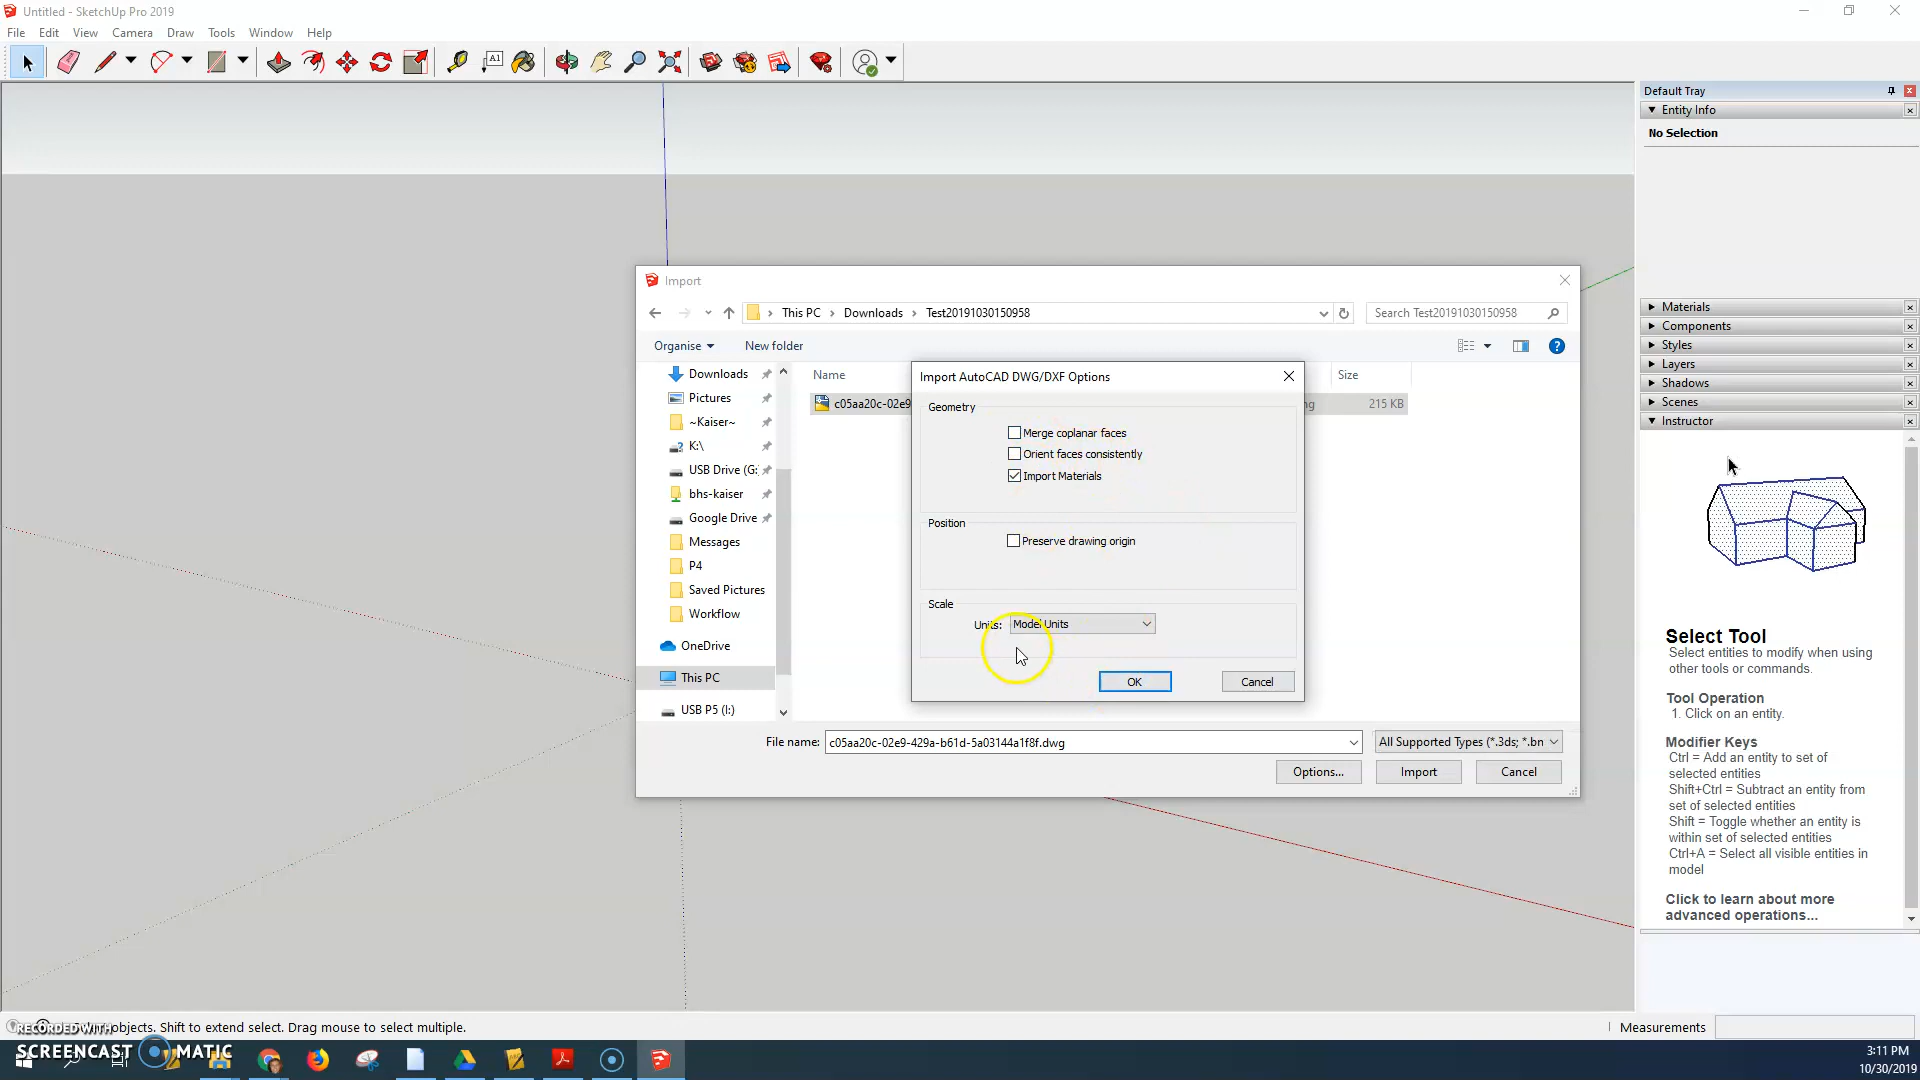 Untitled - SketchUp Pro 2019
File Edit View Camera Draw Tools Window Help
A1
Default Tray
Entity Info
No Selection
Materials
Components
Styles
Layers
Shadows
Scenes
Instructor
Select Tool
Select entities to modify when using
other tools or commands.
Tool Operation
1. Click on an entity.
Modifier Keys
Ctrl = Add an entity to set of
selected entities
Shift+Ctrl = Subtract an entity from
set of selected entities
Shift = Toggle whether an entity is
within set of selected entities
Ctrl+A = Select all visible entities in
model
Click to learn about more
advanced operations...
Import
This PC Downloads Test20191030150958
Search Test20191030150958
Organise New folder
Downloads
Pictures
~Kaiser~
K:\
USB Drive (G:
bhs-kaiser
Google Drive
Messages
P4
Saved Pictures
Workflow
OneDrive
This PC
USB P5 (I:)
Name Size
c05aa20c-02e9 ng 215 KB
Import AutoCAD DWG/DXF Options
Geometry
Merge coplanar faces
Orient faces consistently
Import Materials
Position
Preserve drawing origin
Scale
Units: Model Units
OK Cancel
File name: c05aa20c-02e9-429a-b61d-5a03144a1f8f.dwg All Supported Types (*.3ds; *.bn
Options... Import Cancel
objects. Shift to extend select. Drag mouse to select multiple.
Measurements
RECORDED WITH
SCREENCAST MATIC
3:11 PM
10/30/2019